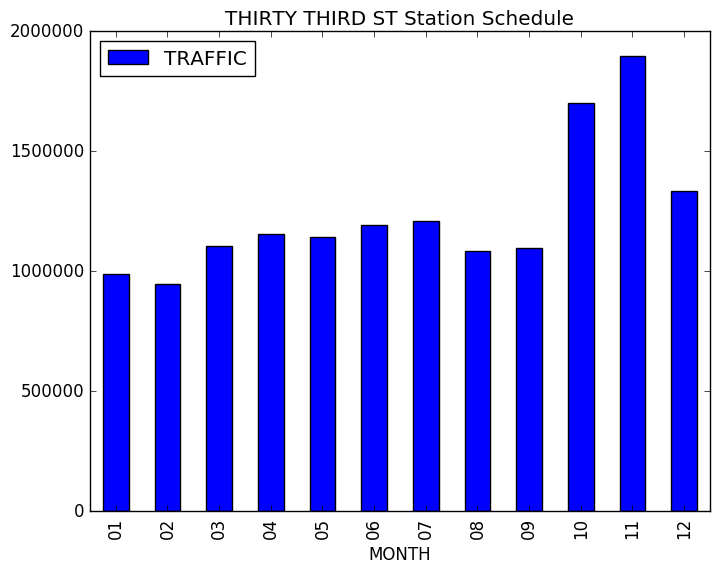 THIRTY THIRD ST Station Schedule
TRAFFIC
2000000
1500000
1000000
500000
0
01 02 03 04 05 06 07 08 09 10 11 12
MONTH